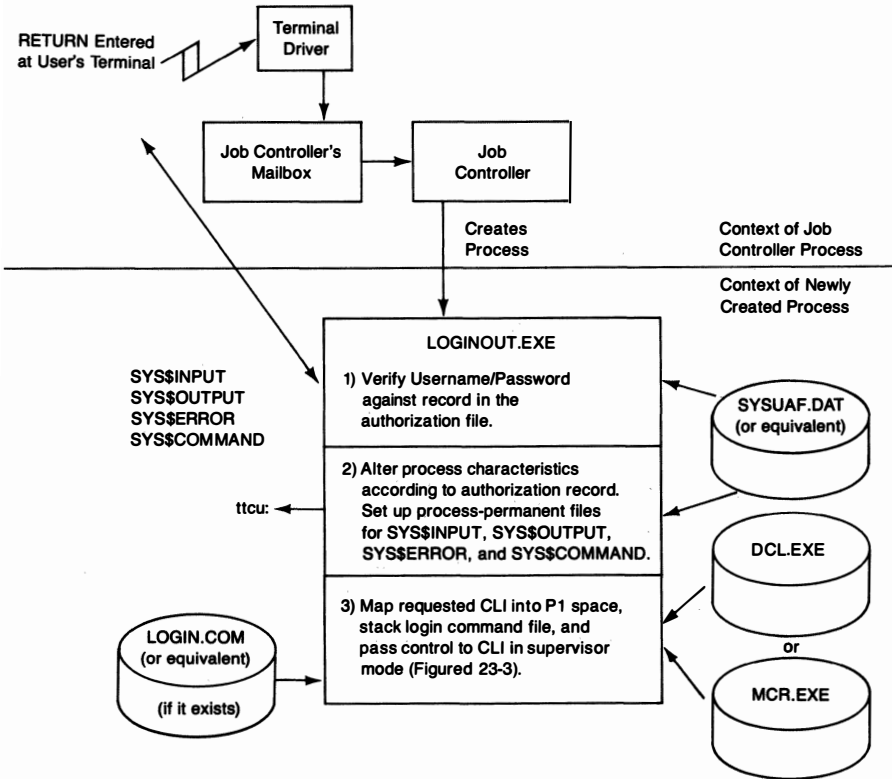 RETURN Entered
at User's Terminal
Terminal
Driver
Job Controller's
Mailbox
Job
Controller
Creates
Process
Context of Job
Controller Process
Context of Newly
Created Process
LOGINOUT.EXE
1) Verify Username/Password
against record in the
authorization file.
SYS$INPUT
SYS$OUTPUT
SYS$ERROR
SYS$COMMAND
SYSUAF.DAT
(or equivalent)
2) Alter process characteristics
according to authorization record.
Set up process-permanent files
for SYS$INPUT, SYS$OUTPUT,
SYS$ERROR, and SYS$COMMAND.
ttcu:
DCL.EXE
3) Map requested CLI into P1 space,
stack login command file, and
pass control to CLI in supervisor
mode (Figured 23-3).
LOGIN.COM
(or equivalent)
(if it exists)
or
MCR.EXE